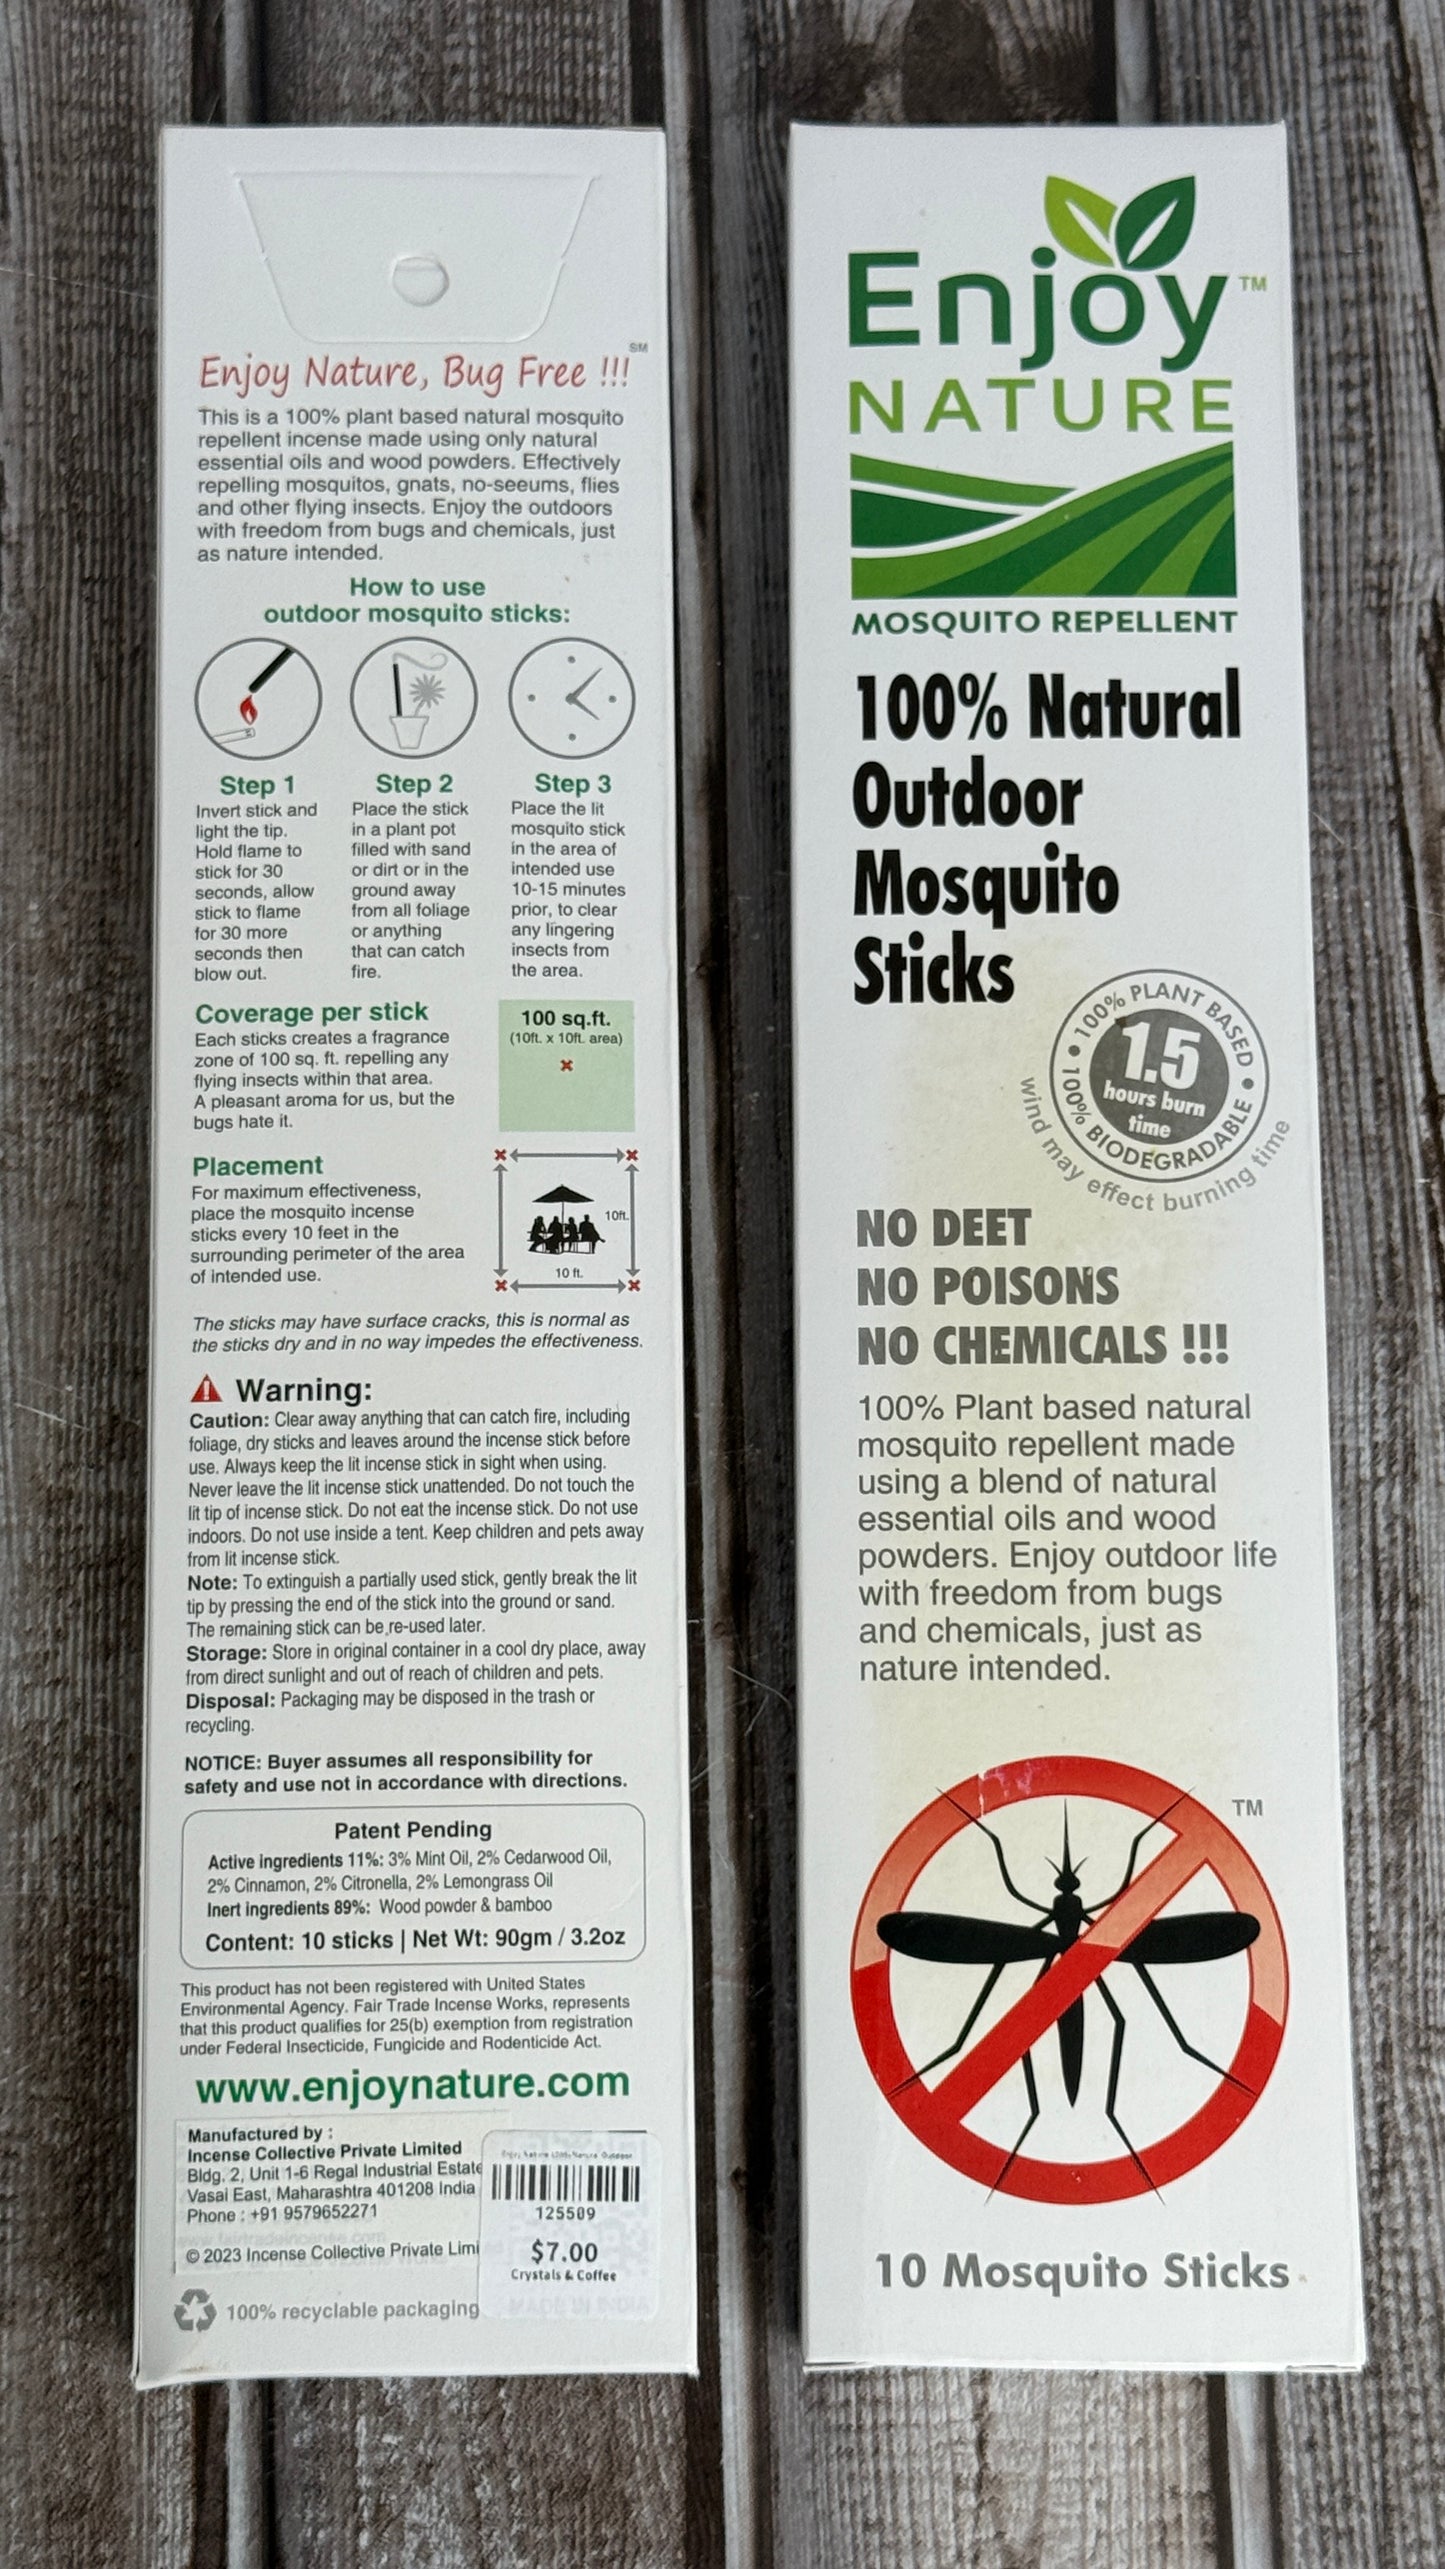 Enjoy Nature, Bug Free !!!
SM
This is a 100% plant based natural mosquito
repellent incense made using only natural
essential oils and wood powders. Effectively
repelling mosquitos, gnats, no-seeums, flies
and other flying insects. Enjoy the outdoors
with freedom from bugs and chemicals, just
as nature intended.
How to use
outdoor mosquito sticks:
Step 1
Invert stick and
light the tip.
Hold flame to
stick for 30
seconds, allow
stick to flame
for 30 more
seconds then
blow out.
Step 2
Place the stick
in a plant pot
filled with sand
or dirt or in the
ground away
from all foliage
or anything
that can catch
fire.
Step 3
Place the lit
mosquito stick
in the area of
intended use
10-15 minutes
prior, to clear
any lingering
insects from
the area.
Coverage per stick
Each sticks creates a fragrance
zone of 100 sq. ft. repelling any
flying insects within that area.
A pleasant aroma for us, but the
bugs hate it.
100 sq.ft.
(10ft. x 10ft. area)
Placement
For maximum effectiveness,
place the mosquito incense
sticks every 10 feet in the
surrounding perimeter of the area
of intended use.
10ft.
10 ft.
The sticks may have surface cracks, this is normal as
the sticks dry and in no way impedes the effectiveness.
Warning:
Caution: Clear away anything that can catch fire, including
foliage, dry sticks and leaves around the incense stick before
use. Always keep the lit incense stick in sight when using.
Never leave the lit incense stick unattended. Do not touch the
lit tip of incense stick. Do not eat the incense stick. Do not use
indoors. Do not use inside a tent. Keep children and pets away
from lit incense stick.
Note: To extinguish a partially used stick, gently break the lit
tip by pressing the end of the stick into the ground or sand.
The remaining stick can be re-used later.
Storage: Store in original container in a cool dry place, away
from direct sunlight and out of reach of children and pets.
Disposal: Packaging may be disposed in the trash or
recycling.
NOTICE: Buyer assumes all responsibility for
safety and use not in accordance with directions.
Patent Pending
Active ingredients 11%: 3% Mint Oil, 2% Cedarwood Oil,
2% Cinnamon, 2% Citronella, 2% Lemongrass Oil
Inert ingredients 89%: Wood powder & bamboo
Content: 10 sticks | Net Wt: 90gm / 3.2oz
This product has not been registered with United States
Environmental Agency. Fair Trade Incense Works, represents
that this product qualifies for 25(b) exemption from registration
under Federal Insecticide, Fungicide and Rodenticide Act.
www.enjoynature.com
Manufactured by :
Incense Collective Private Limited
Bldg. 2, Unit 1-6 Regal Industrial Estate
Vasai East, Maharashtra 401208 India
Phone : +91 9579652271
© 2023 Incense Collective Private Limi
100% recyclable packaging
125509
$7.00
Crystals & Coffee
MADE IN INDIA
Enjoy TM
NATURE
MOSQUITO REPELLENT
100% Natural
Outdoor
Mosquito
Sticks
100% PLANT BASED
1.5
hours burn
time
100% BIODEGRADABLE
wind may effect burning time
NO DEET
NO POISONS
NO CHEMICALS !!!
100% Plant based natural
mosquito repellent made
using a blend of natural
essential oils and wood
powders. Enjoy outdoor life
with freedom from bugs
and chemicals, just as
nature intended.
TM
10 Mosquito Sticks